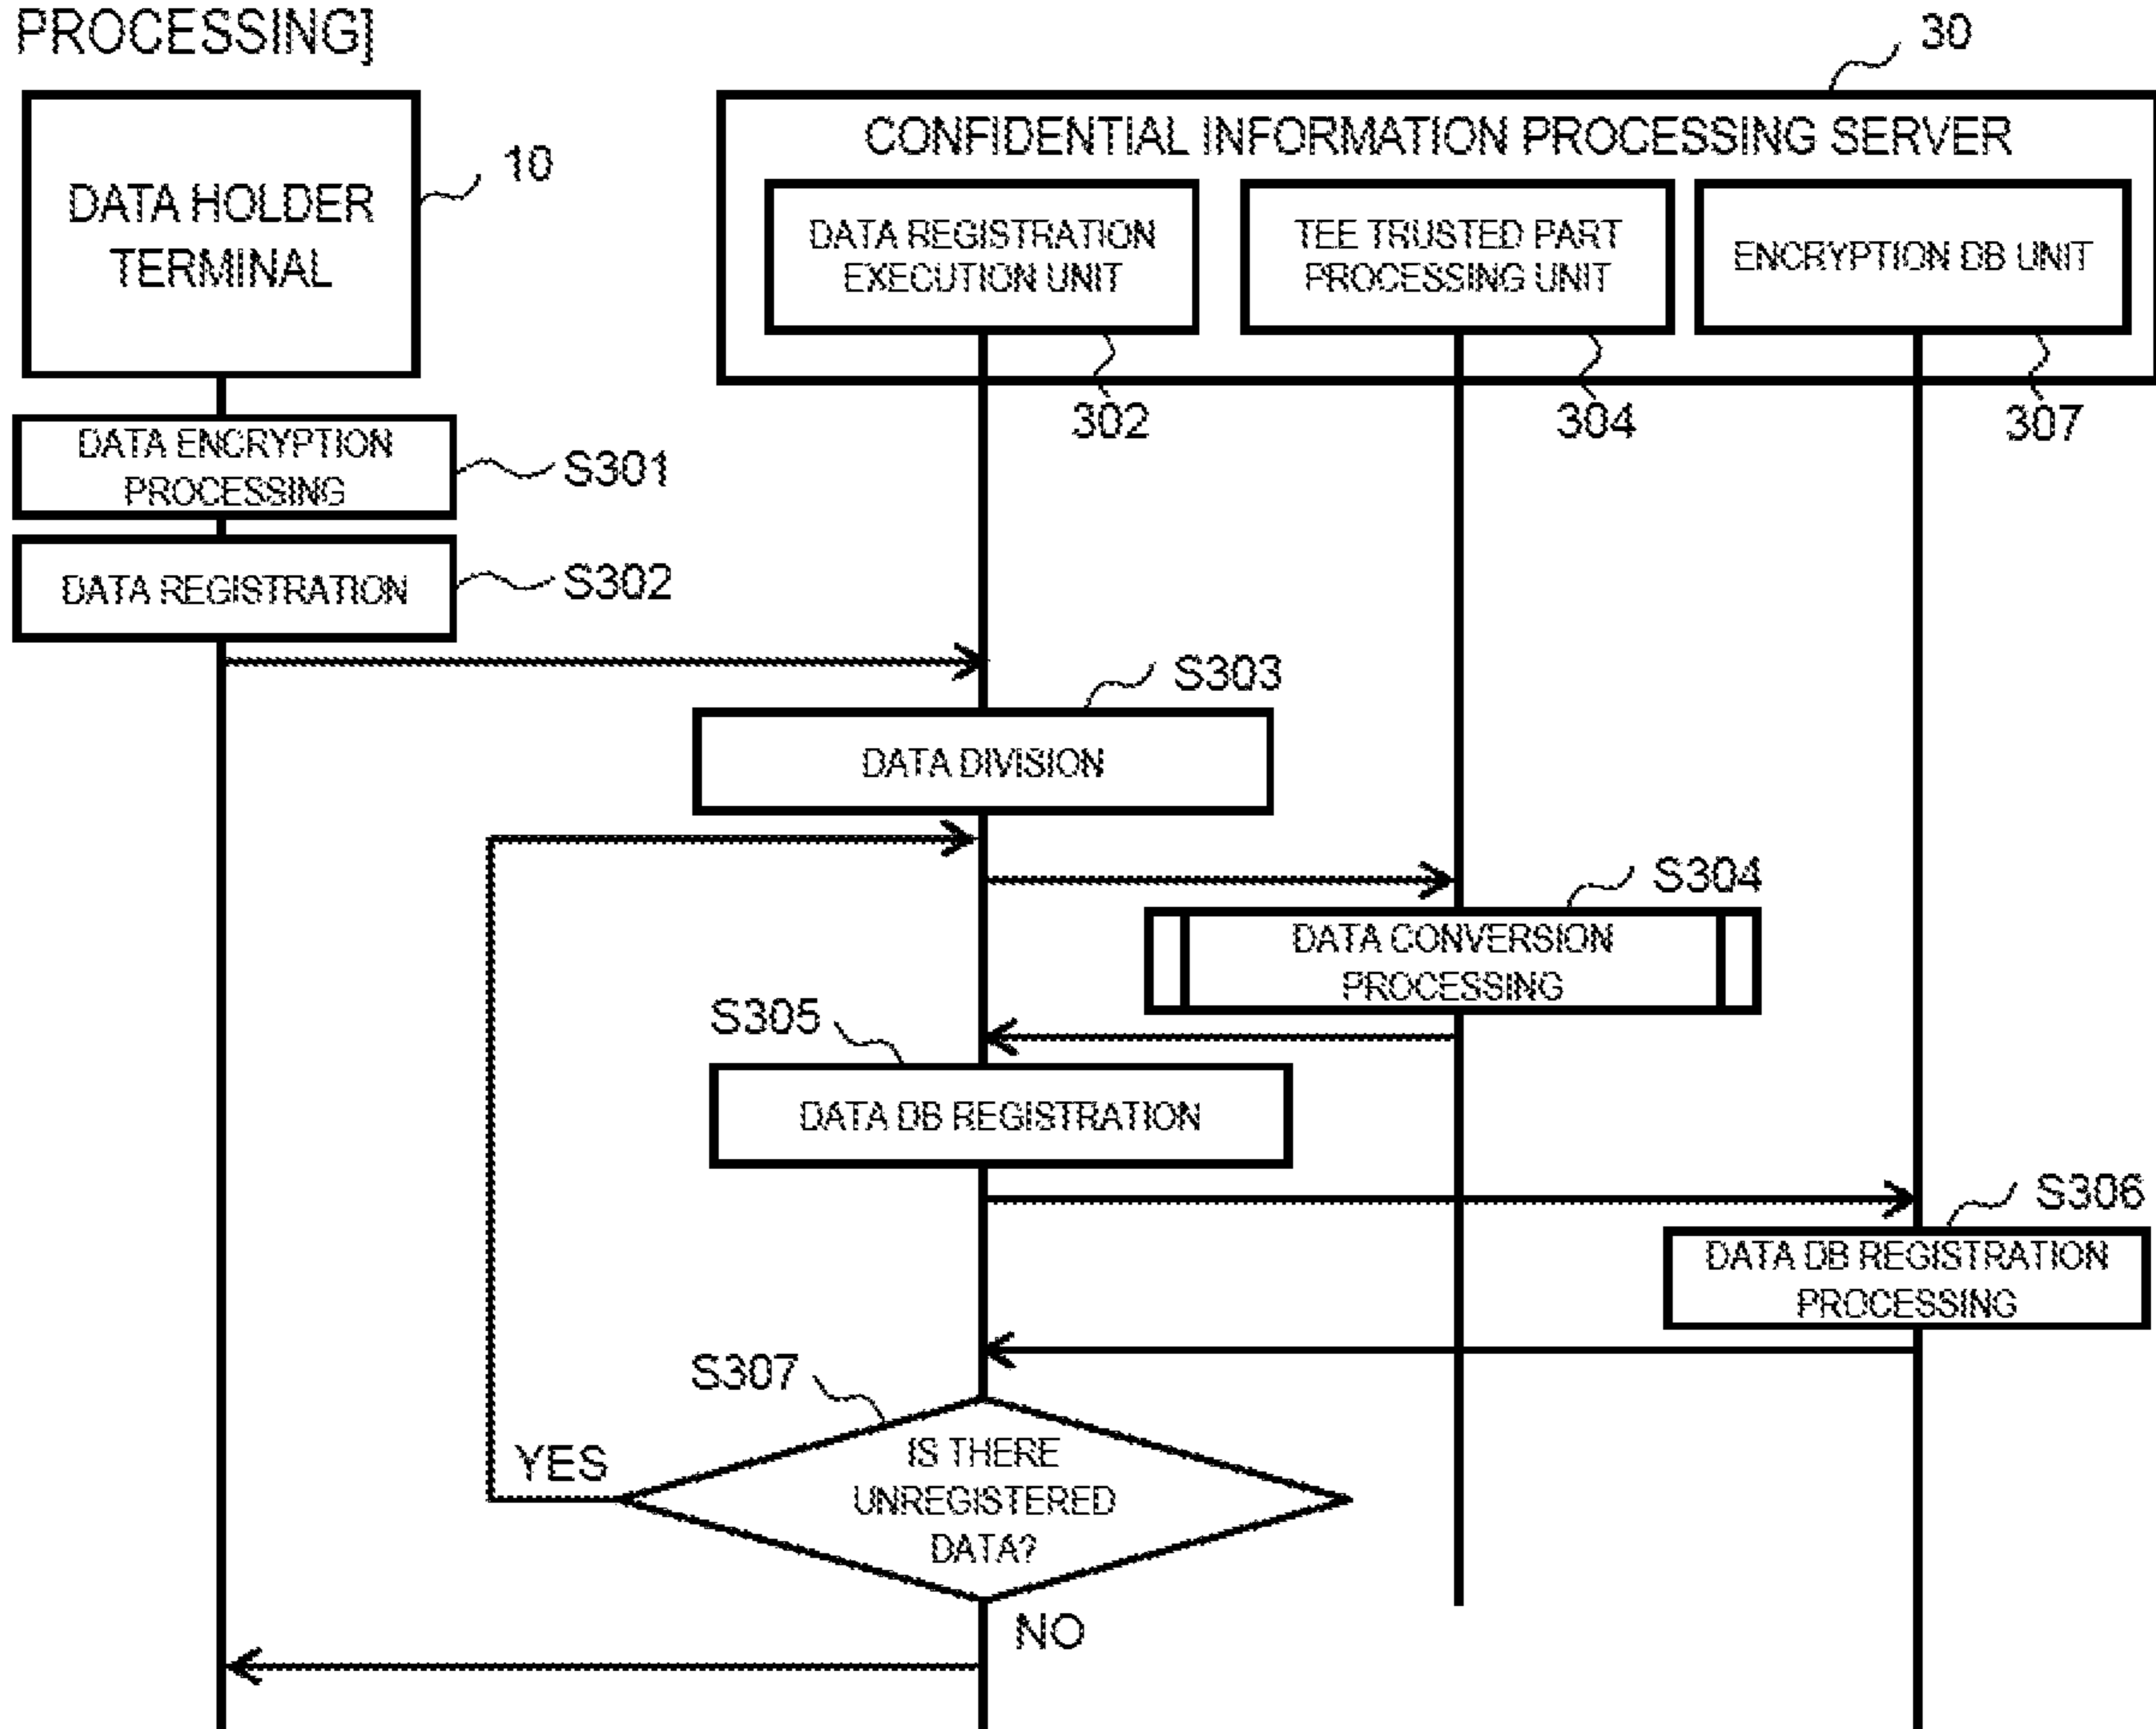 PROCESSING]
30
CONFIDENTIAL INFORMATION PROCESSING SERVER
10
DATA HOLDER
TERMINAL
DATA REGISTRATION
EXECUTION UNIT
TEE TRUSTED PART
PROCESSING UNIT
ENCRYPTION DB UNIT
302
304
307
DATA ENCRYPTION
PROCESSING
S301
DATA REGISTRATION
S302
S303
DATA DIVISION
S304
DATA CONVERSION
PROCESSING
S305
DATA DB REGISTRATION
S306
DATA DB REGISTRATION
PROCESSING
S307
YES
IS THERE
UNREGISTERED
DATA?
NO